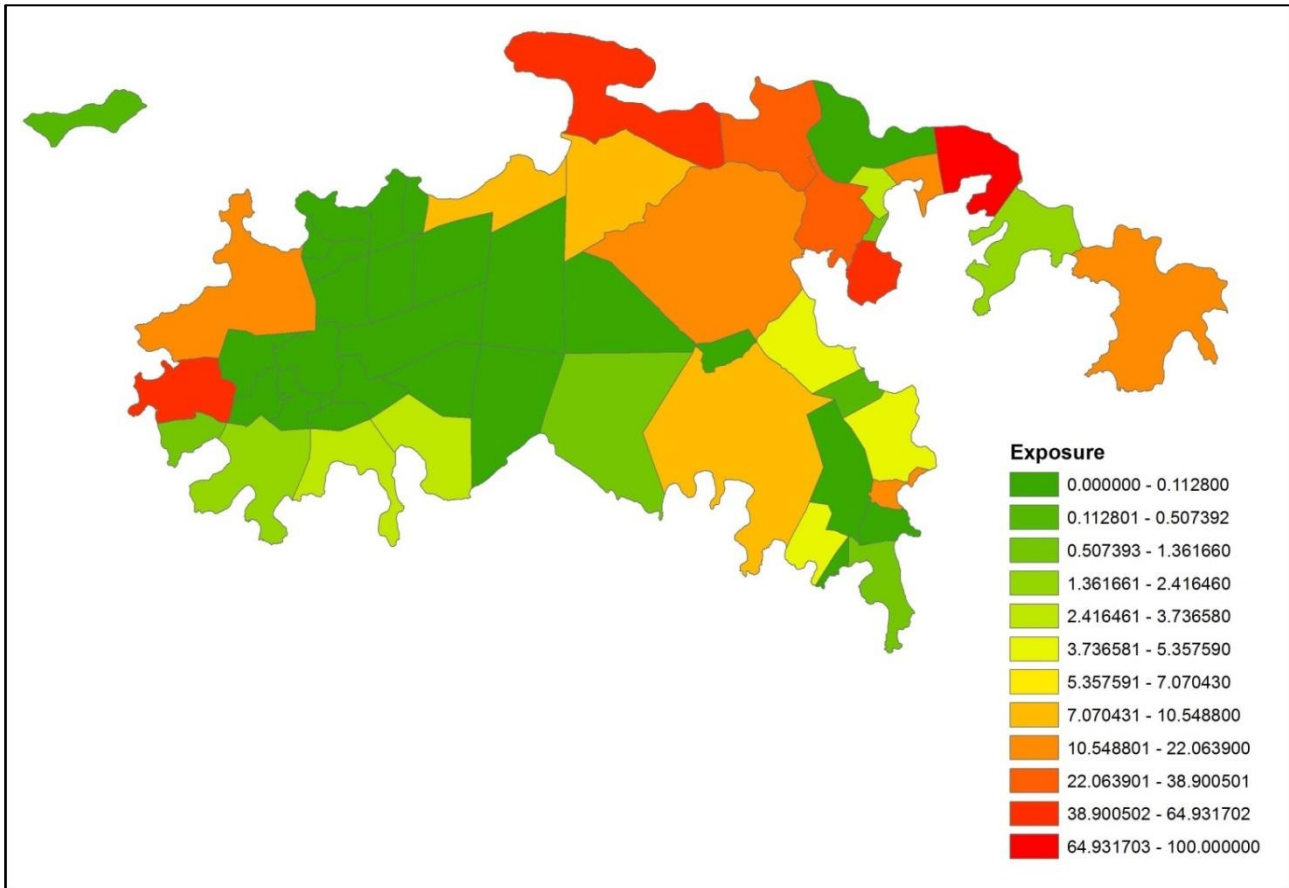 Exposure
0.000000 - 0.112800
0.112801 - 0.507392
0.507393 - 1.361660
1.361661 - 2.416460
2.416461 - 3.736580
3.736581 - 5.357590
5.357591 - 7.070430
7.070431 - 10.548800
10.548801 - 22.063900
22.063901 - 38.900501
38.900502 - 64.931702
64.931703 - 100.000000